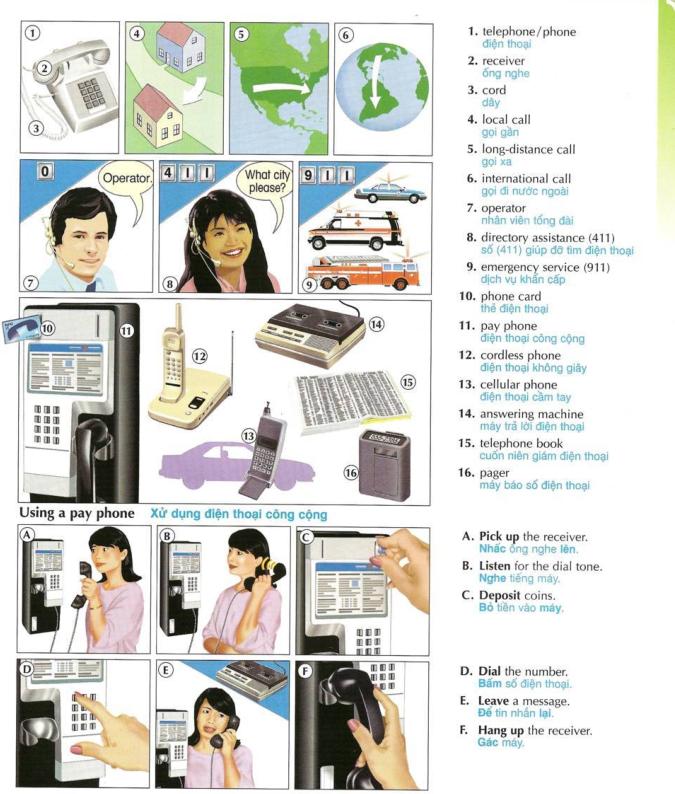 1
2
3
4
5
6
0
Operator.
7
4 1 1
What city
please?
8
9 1 1
9
10
11
12
13
14
15
16
1. telephone/phone
điện thoại
2. receiver
ống nghe
3. cord
dây
4. local call
gọi gần
5. long-distance call
gọi xa
6. international call
gọi đi nước ngoài
7. operator
nhân viên tổng đài
8. directory assistance (411)
số (411) giúp đỡ tìm điện thoại
9. emergency service (911)
dịch vụ khẩn cấp
10. phone card
thẻ điện thoại
11. pay phone
điện thoại công cộng
12. cordless phone
điện thoại không giây
13. cellular phone
điện thoại cầm tay
14. answering machine
máy trả lời điện thoại
15. telephone book
cuốn niên giám điện thoại
16. pager
máy báo số điện thoại
Using a pay phone Xử dụng điện thoại công cộng
A
B
C
D
E
F
A. Pick up the receiver.
Nhấc ống nghe lên.
B. Listen for the dial tone.
Nghe tiếng máy.
C. Deposit coins.
Bỏ tiền vào máy.
D. Dial the number.
Bấm số điện thoại.
E. Leave a message.
Để tin nhắn lại.
F. Hang up the receiver.
Gác máy.